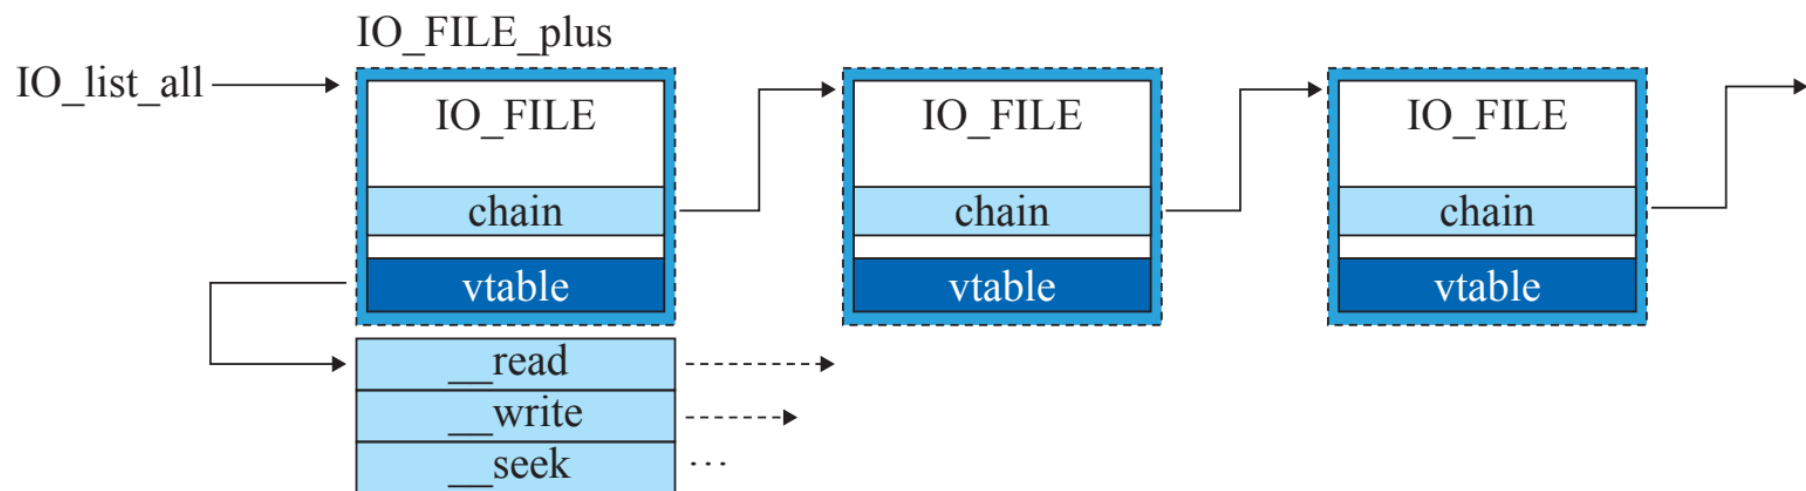 IO_FILE_plus
IO_list_all
IO_FILE IO_FILE IO_FILE
chain chain chain
vtable vtable vtable
__read
__write
__seek ...